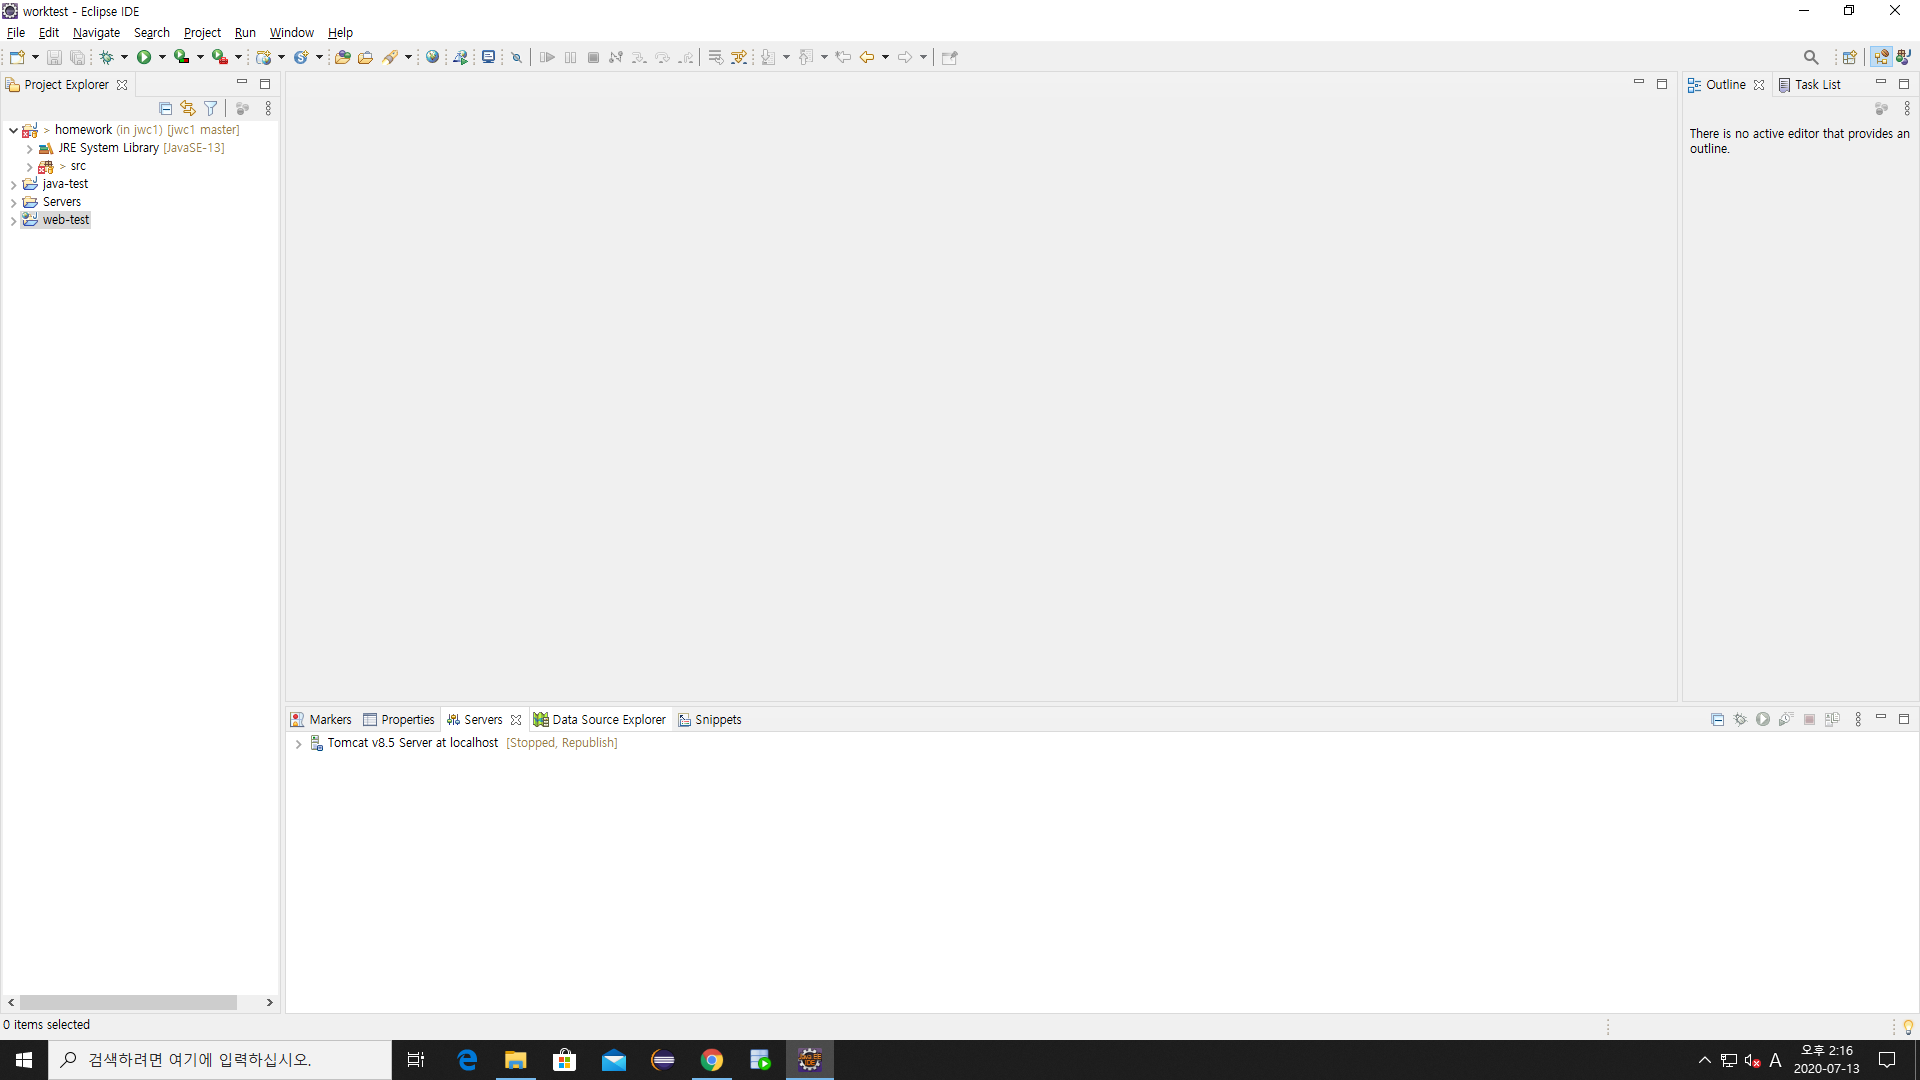 worktest - Eclipse IDE
File Edit Navigate Search Project Run Window Help
Project Explorer
> homework (in jwc1) [jwc1 master]
JRE System Library [JavaSE-13]
> src
java-test
Servers
web-test
Outline Task List
There is no active editor that provides an
outline.
Markers Properties Servers Data Source Explorer Snippets
Tomcat v8.5 Server at localhost [Stopped, Republish]
0 items selected
검색하려면 여기에 입력하십시오.
A
오후 2:16
2020-07-13